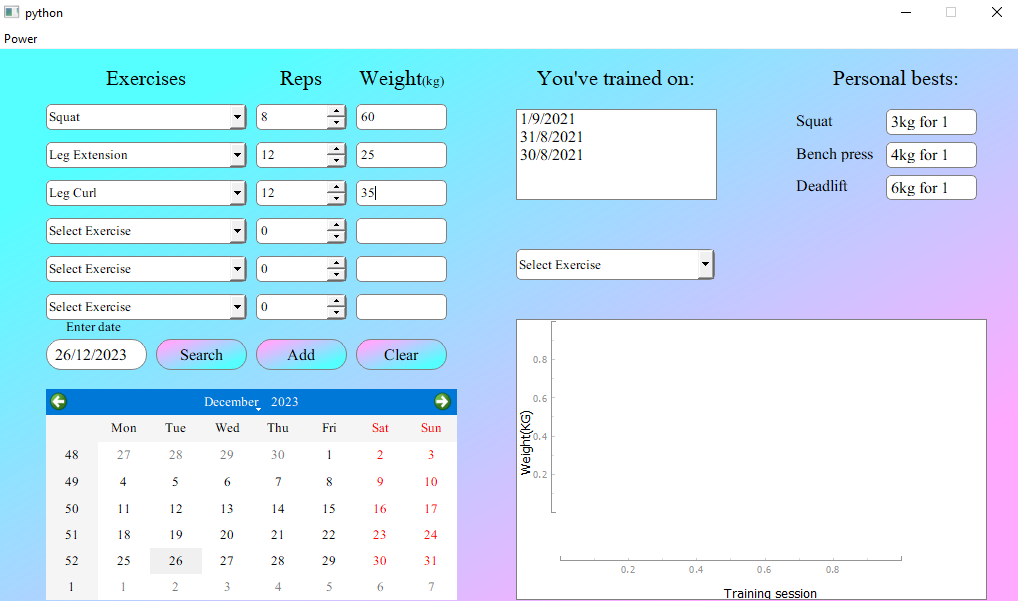 python
Power
Exercises Reps Weight(kg)
Squat 8 60
Leg Extension 12 25
Leg Curl 12 35
Select Exercise 0
Select Exercise 0
Select Exercise 0
Enter date
26/12/2023 Search Add Clear
December 2023
Mon Tue Wed Thu Fri Sat Sun
48 27 28 29 30 1 2 3
49 4 5 6 7 8 9 10
50 11 12 13 14 15 16 17
51 18 19 20 21 22 23 24
52 25 26 27 28 29 30 31
1 1 2 3 4 5 6 7
You've trained on:
1/9/2021
31/8/2021
30/8/2021
Personal bests:
Squat 3kg for 1
Bench press 4kg for 1
Deadlift 6kg for 1
Select Exercise
Weight(KG)
0.8
0.6
0.4
0.2
0.2 0.4 0.6 0.8
Training session